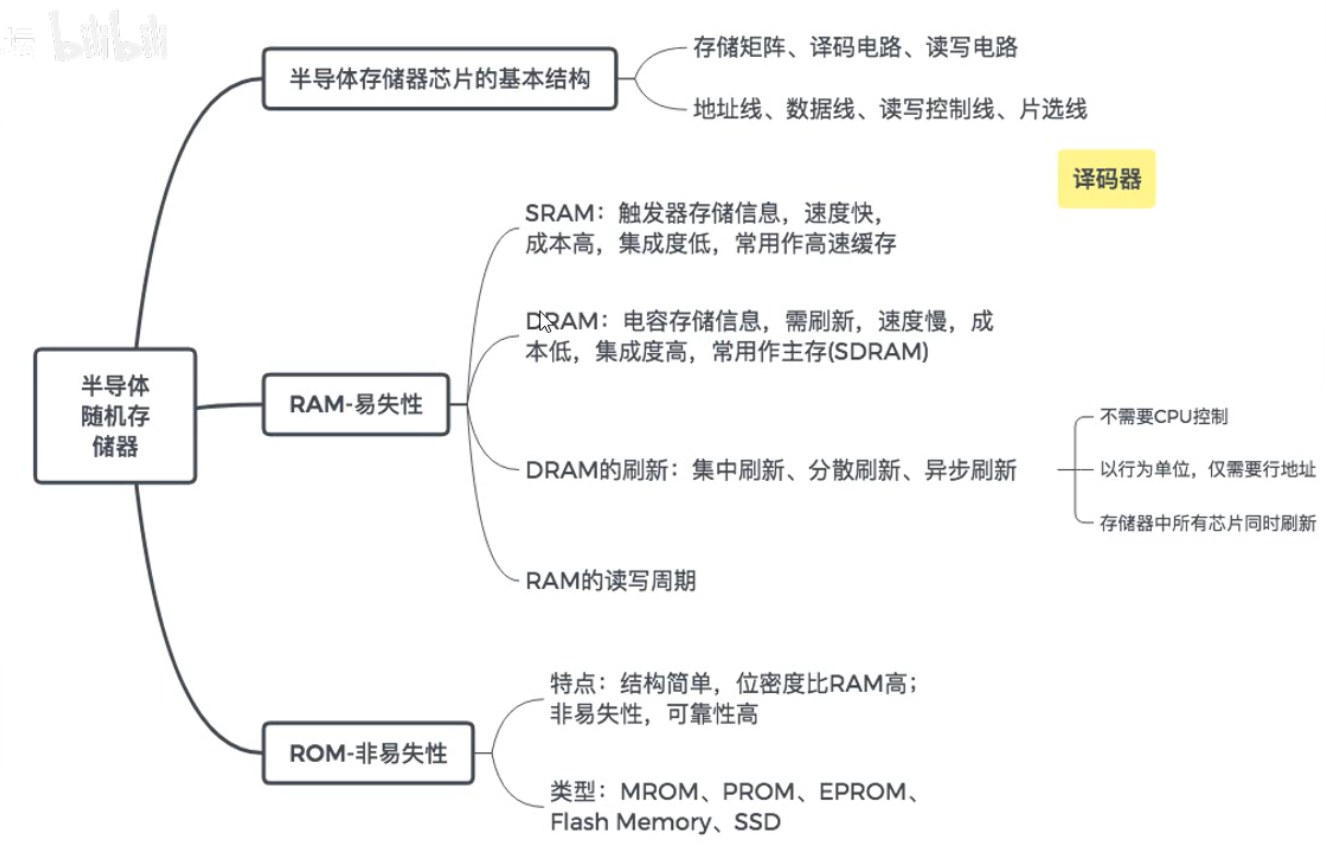 坛 bilibili
半导体存储器芯片的基本结构
存储矩阵、译码电路、读写电路
地址线、数据线、读写控制线、片选线
译码器
半导体
随机存
储器
RAM-易失性
SRAM：触发器存储信息，速度快，
成本高，集成度低，常用作高速缓存
DRAM：电容存储信息，需刷新，速度慢，成
本低，集成度高，常用作主存(SDRAM)
DRAM的刷新：集中刷新、分散刷新、异步刷新
不需要CPU控制
以行为单位，仅需要行地址
存储器中所有芯片同时刷新
RAM的读写周期
ROM-非易失性
特点：结构简单，位密度比RAM高；
非易失性，可靠性高
类型：MROM、PROM、EPROM、
Flash Memory、SSD